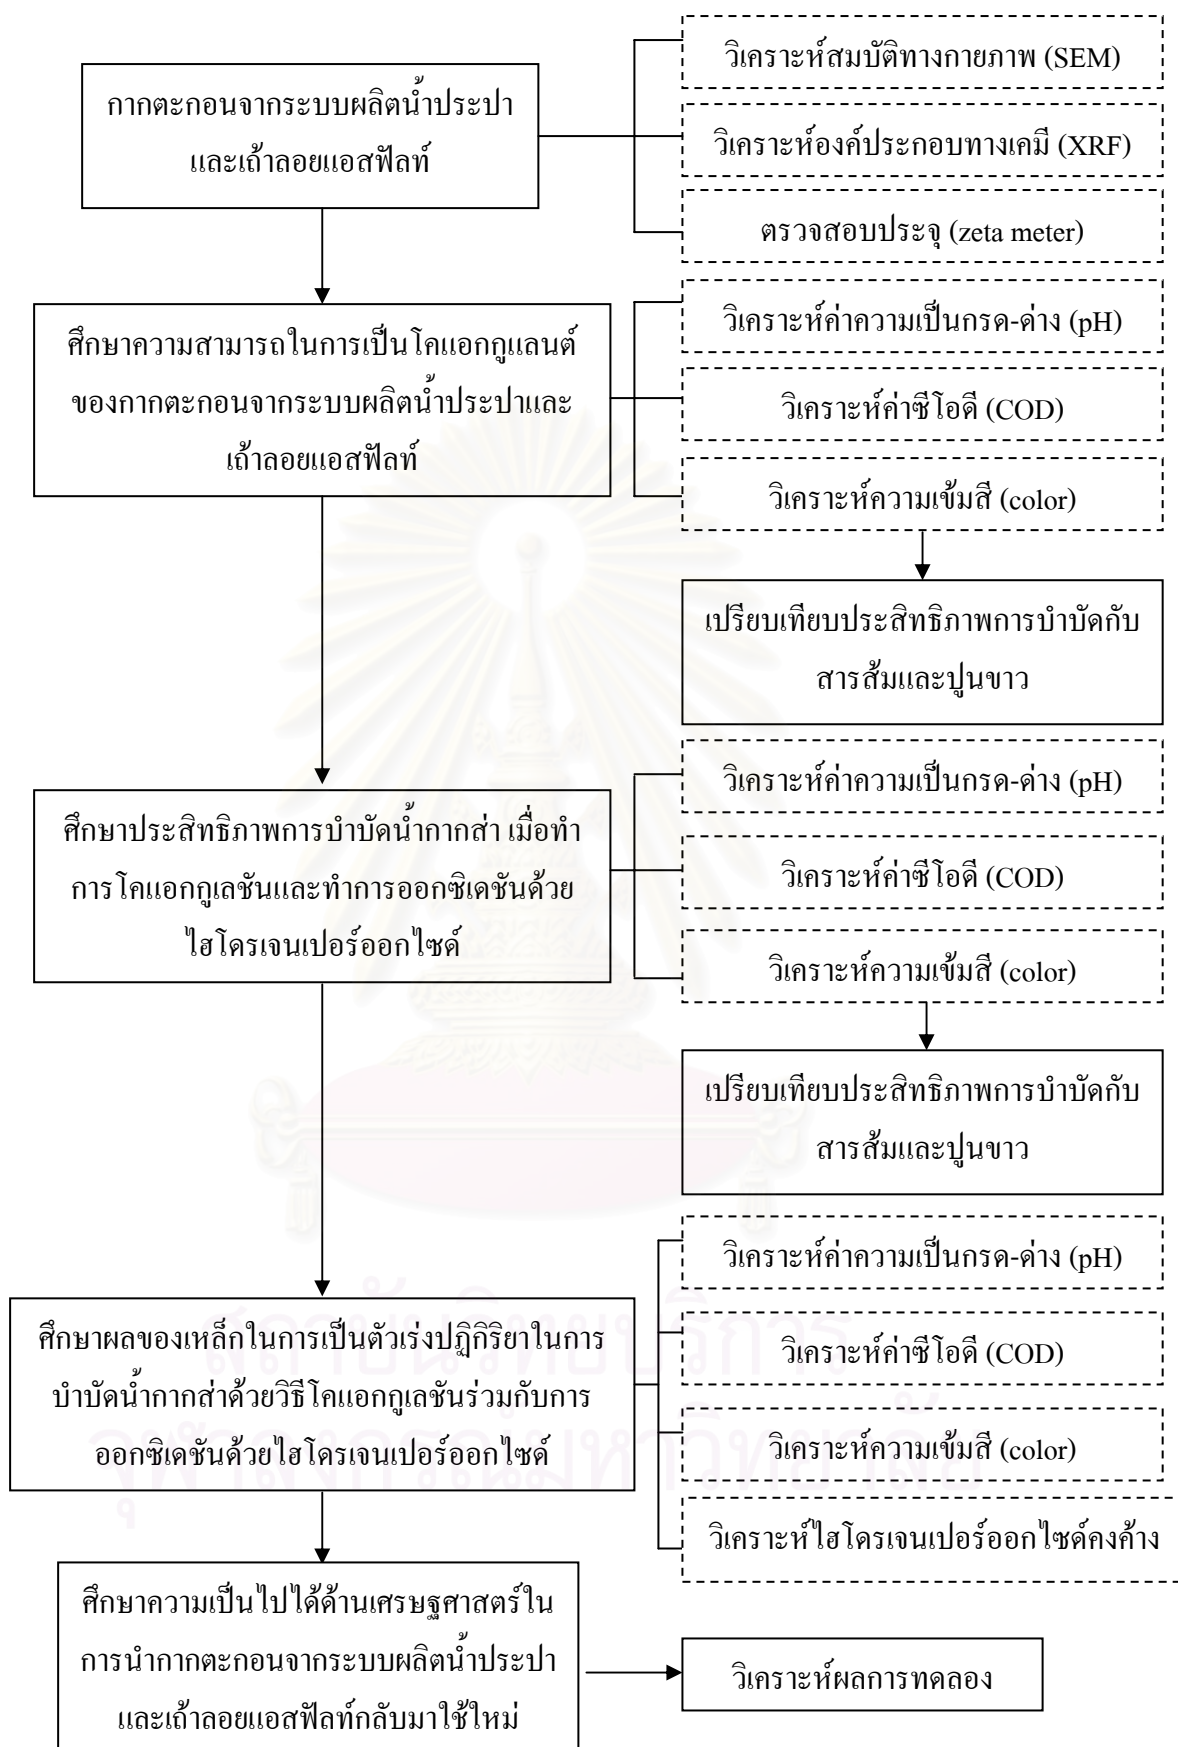 กากตะกอนจากระบบผลิตน้ำประปา
และเถ้าลอยแอสฟัลท์
วิเคราะห์สมบัติทางกายภาพ (SEM)
วิเคราะห์องค์ประกอบทางเคมี (XRF)
ตรวจสอบประจุ (zeta meter)
ศึกษาความสามารถในการเป็นโคแอกกูแลนต์
ของกากตะกอนจากระบบผลิตน้ำประปาและ
เถ้าลอยแอสฟัลท์
วิเคราะห์ค่าความเป็นกรด-ด่าง (pH)
วิเคราะห์ค่าซีโอดี (COD)
วิเคราะห์ความเข้มสี (color)
เปรียบเทียบประสิทธิภาพการบำบัดกับ
สารส้มและปูนขาว
ศึกษาประสิทธิภาพการบำบัดน้ำกากส่า เมื่อทำ
การโคแอกกูเลชันและทำการออกซิเดชันด้วย
ไฮโดรเจนเปอร์ออกไซด์
วิเคราะห์ค่าความเป็นกรด-ด่าง (pH)
วิเคราะห์ค่าซีโอดี (COD)
วิเคราะห์ความเข้มสี (color)
เปรียบเทียบประสิทธิภาพการบำบัดกับ
สารส้มและปูนขาว
ศึกษาผลของเหล็กในการเป็นตัวเร่งปฏิกิริยาในการ
บำบัดน้ำกากส่าด้วยวิธีโคแอกกูเลชันร่วมกับการ
ออกซิเดชันด้วยไฮโดรเจนเปอร์ออกไซด์
วิเคราะห์ค่าความเป็นกรด-ด่าง (pH)
วิเคราะห์ค่าซีโอดี (COD)
วิเคราะห์ความเข้มสี (color)
วิเคราะห์ไฮโดรเจนเปอร์ออกไซด์คงค้าง
ศึกษาความเป็นไปได้ด้านเศรษฐศาสตร์ใน
การนำกากตะกอนจากระบบผลิตน้ำประปา
และเถ้าลอยแอสฟัลท์กลับมาใช้ใหม่
วิเคราะห์ผลการทดลอง
สถาบันวิทยบริการ
จุฬาลงกรณ์มหาวิทยาลัย